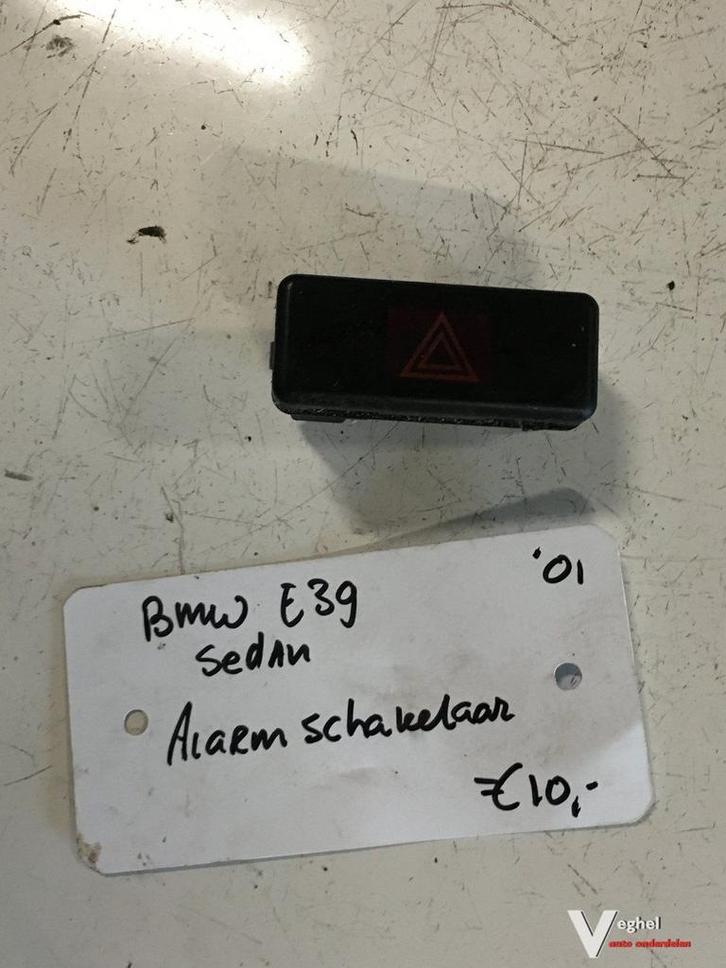 '01
BMW E39
Sedan
Alarm schakelaar
€10,-
Veghel
auto onderdelen